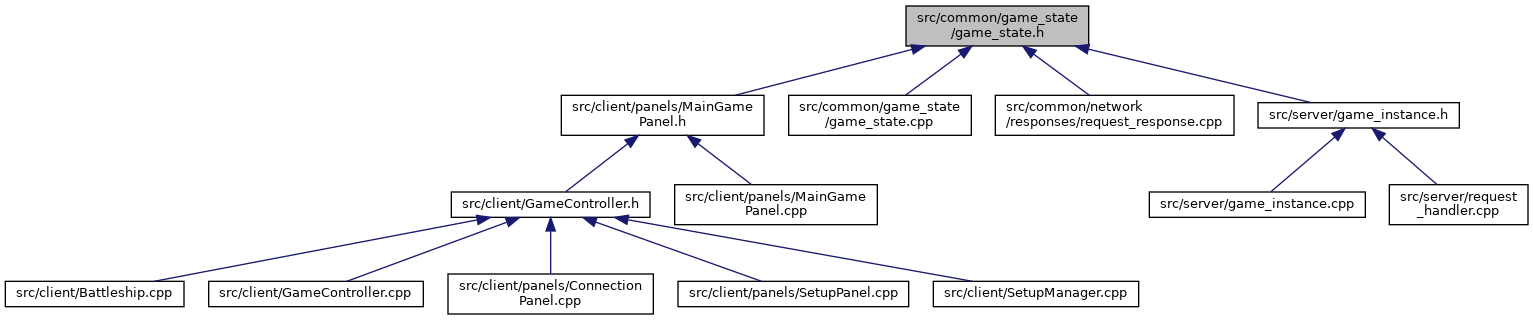 src/common/game_state
/game_state.h
src/client/panels/MainGame
Panel.h
src/common/game_state
/game_state.cpp
src/common/network
/responses/request_response.cpp
src/server/game_instance.h
src/client/GameController.h
src/client/panels/MainGame
Panel.cpp
src/server/game_instance.cpp
src/server/request
_handler.cpp
src/client/Battleship.cpp
src/client/GameController.cpp
src/client/panels/Connection
Panel.cpp
src/client/panels/SetupPanel.cpp
src/client/SetupManager.cpp